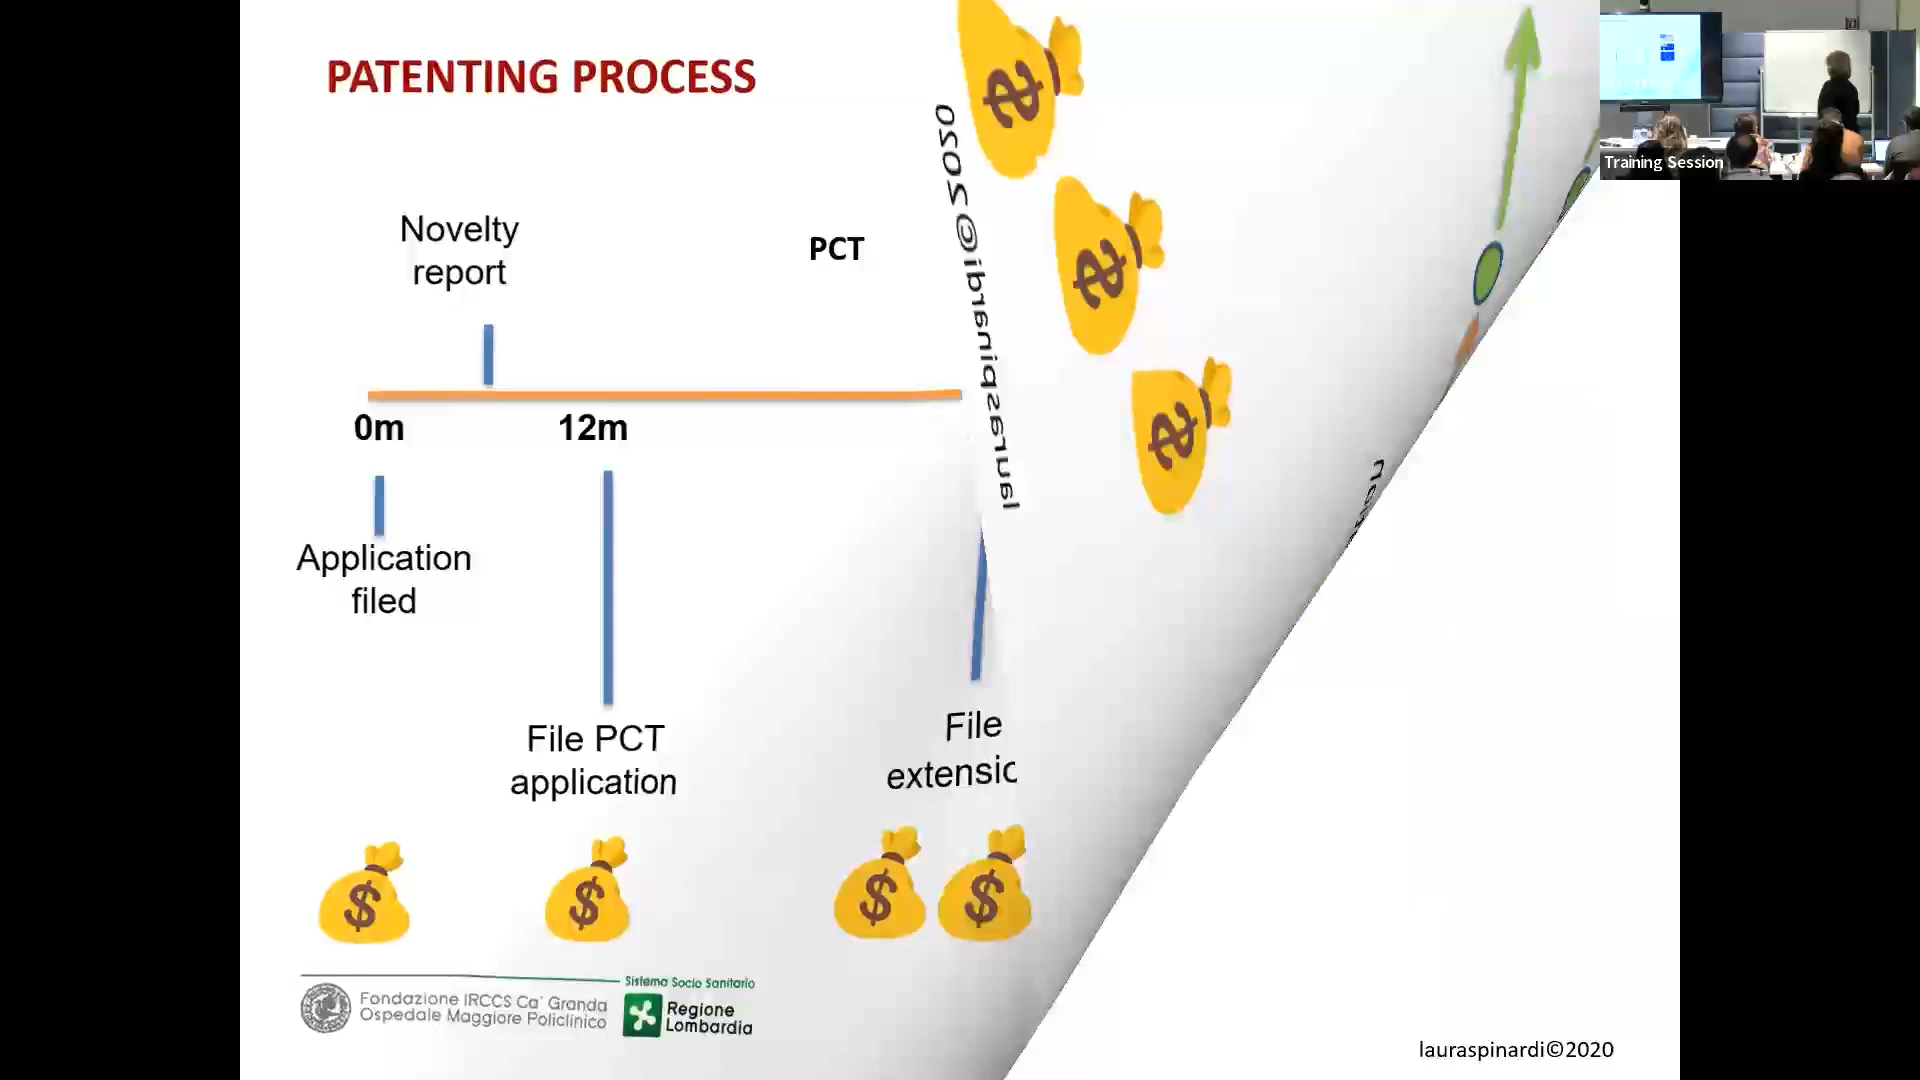 PATENTING PROCESS
Novelty
report
PCT
lauraspinardi©2020
0m
12m
Application
filed
File PCT
application
File
extensio
$
$
$
$
$
$
$
Sistema Socio Sanitario
Fondazione IRCCS Ca' Granda
Ospedale Maggiore Policlinico
Regione
Lombardia
lauraspinardi©2020
Training Session